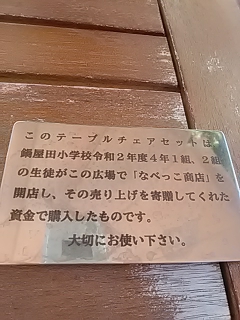 このテーブルチェアセットは
鍋屋田小学校令和２年度４年１組、２組
の生徒がこの広場で「なべっこ商店」を
開店し、その売り上げを寄贈してくれた
資金で購入したものです。
大切にお使い下さい。